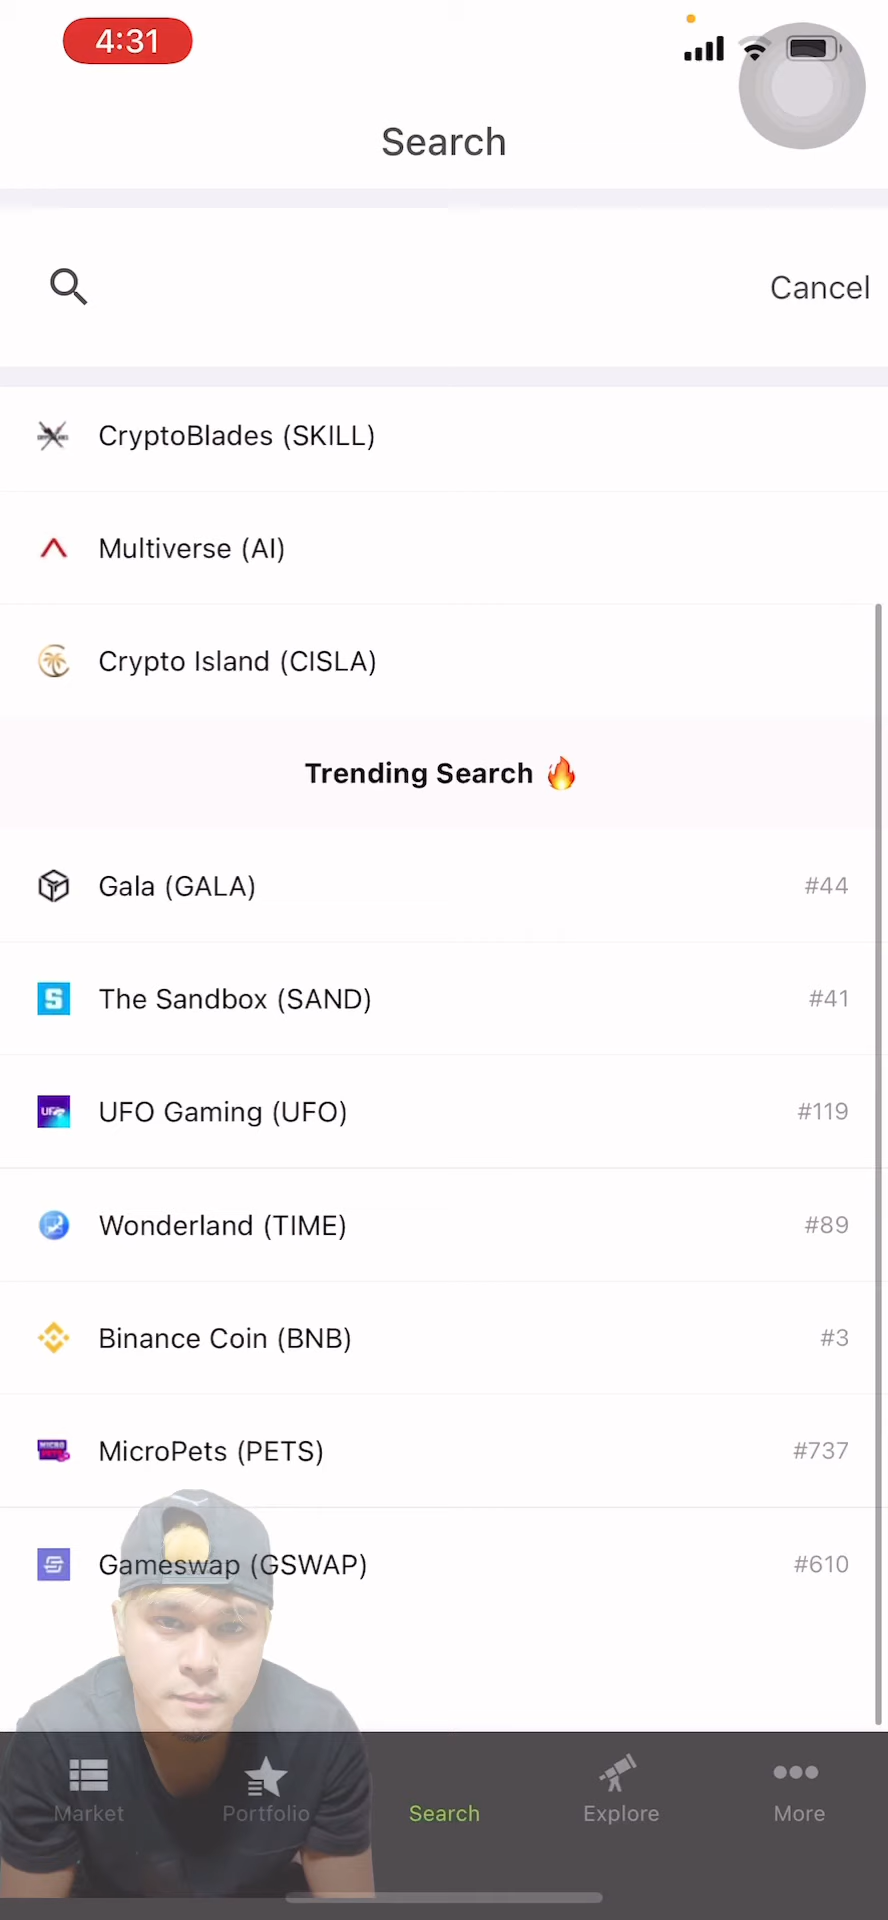 4:31
Search
Cancel
CryptoBlades (SKILL)
Multiverse (AI)
Crypto Island (CISLA)
Trending Search 🔥
Gala (GALA) #44
The Sandbox (SAND) #41
UFO Gaming (UFO) #119
Wonderland (TIME) #89
Binance Coin (BNB) #3
MicroPets (PETS) #737
Gameswap (GSWAP) #610
Market Portfolio Search Explore More